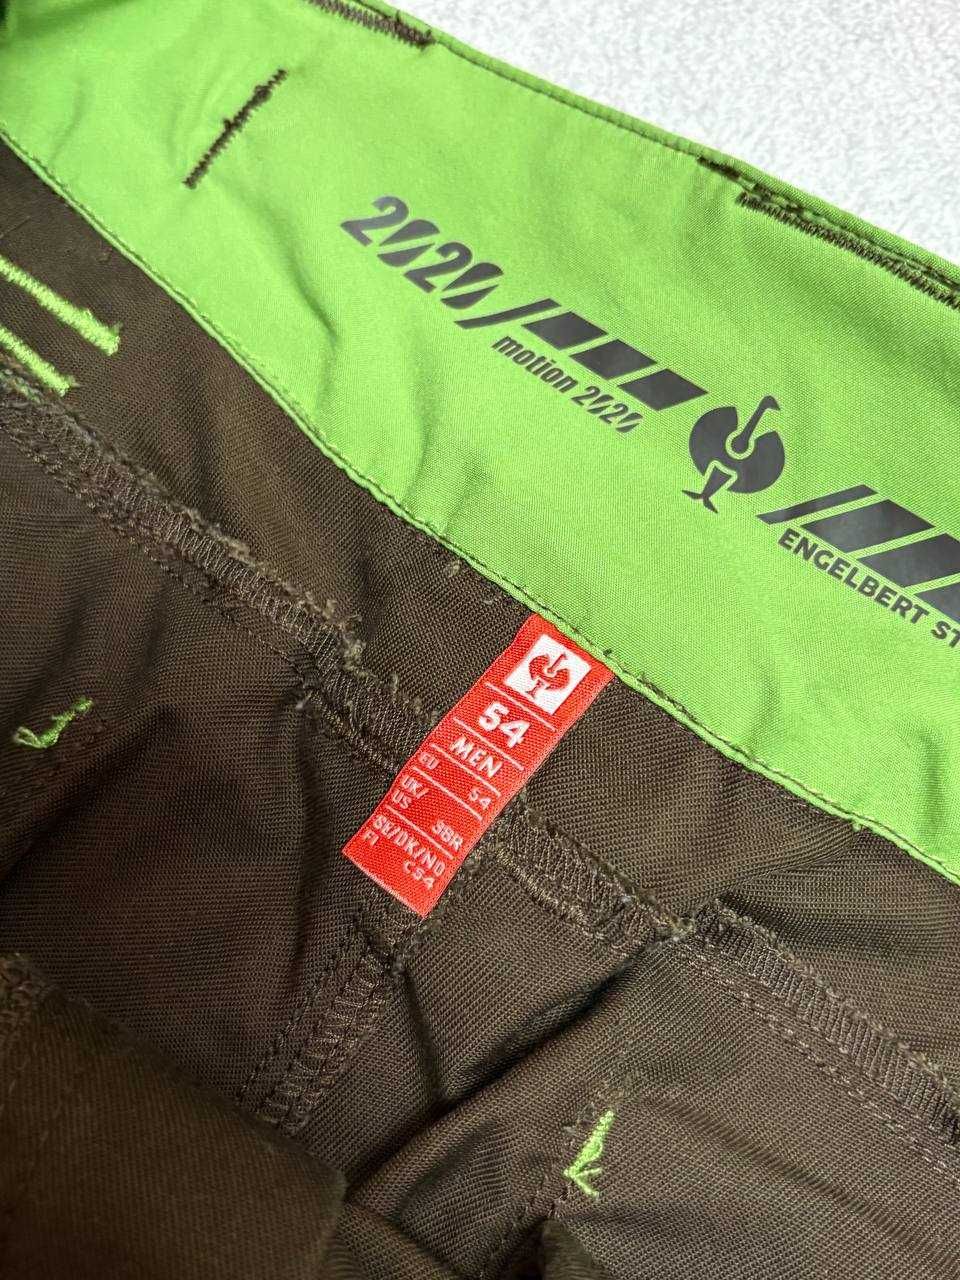 2020
motion 2020
ENGELBERT ST
54
MEN
EU 54
UK/US 38R
SE/DK/NO
FI C54